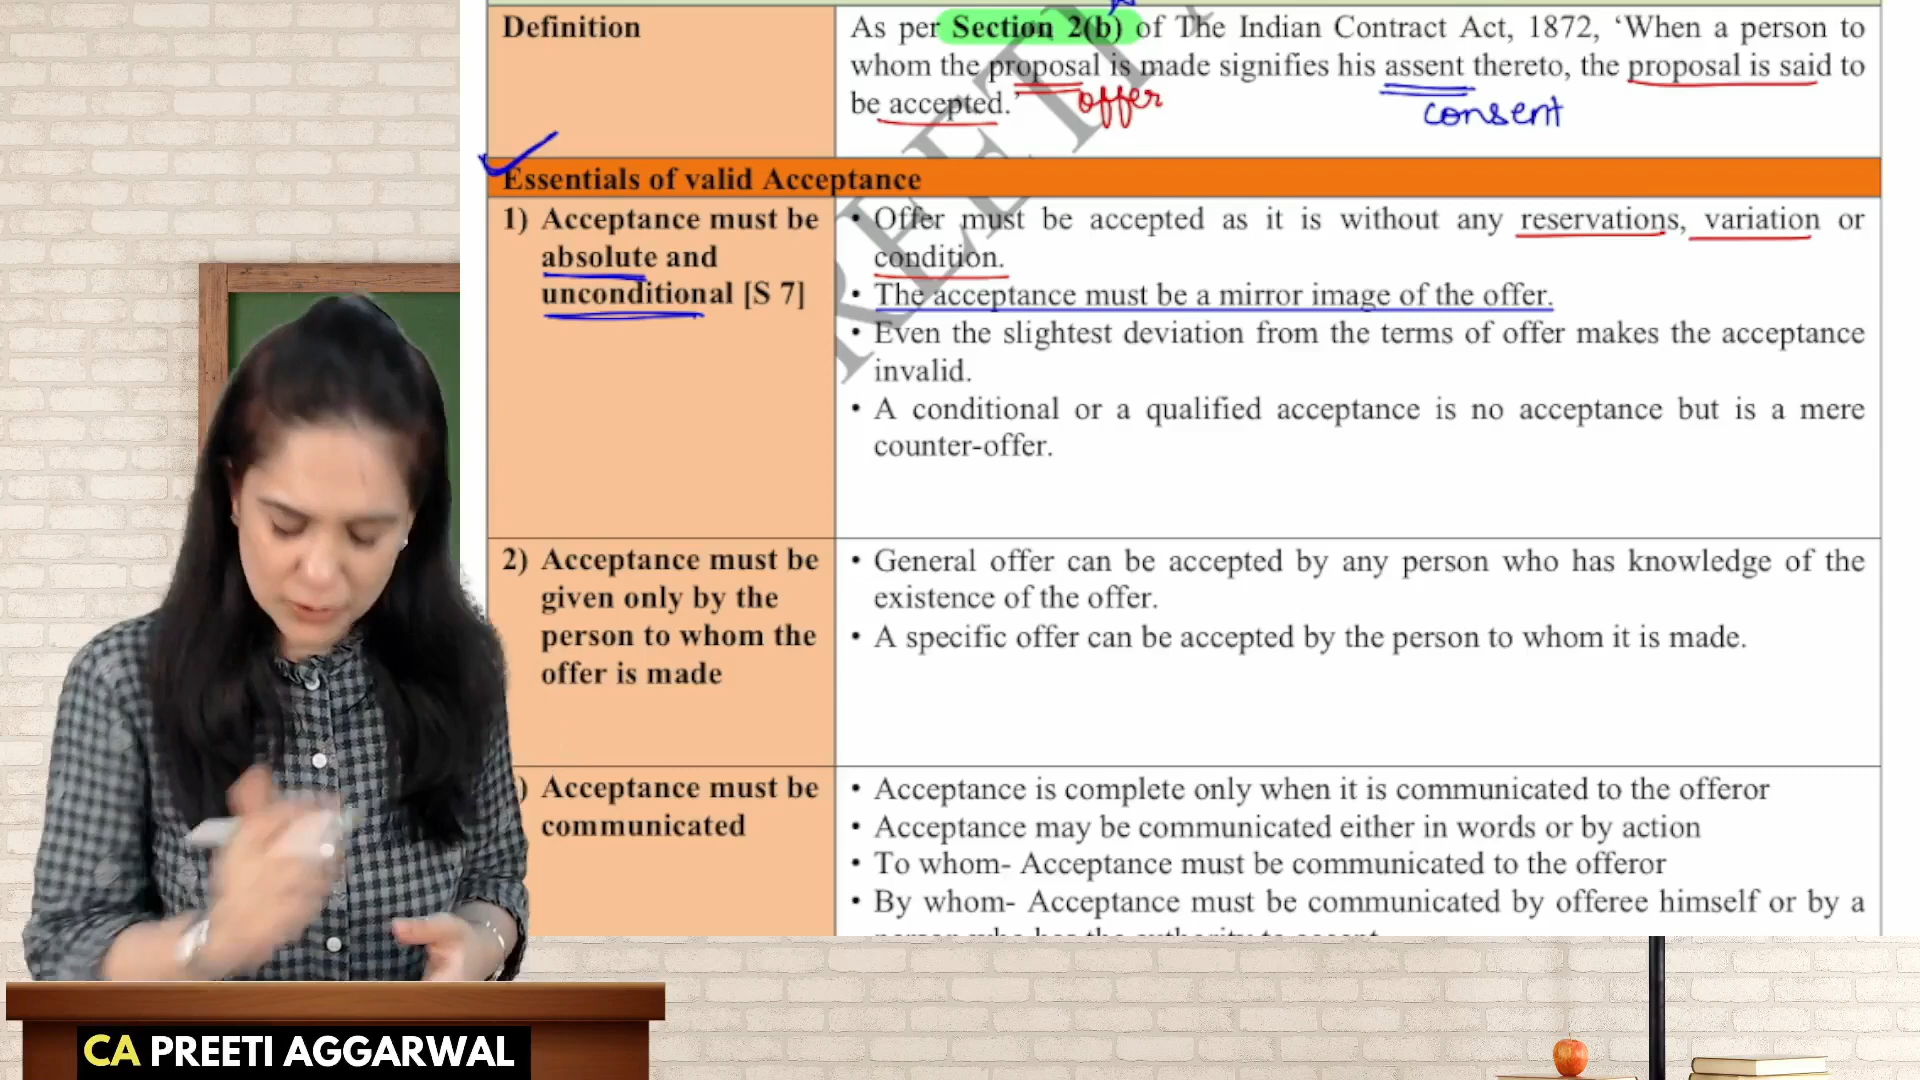 Definition
As per Section 2(b) of The Indian Contract Act, 1872, ‘When a person to
whom the proposal is made signifies his assent thereto, the proposal is said to
be accepted.’
offer
consent
Essentials of valid Acceptance
1) Acceptance must be
absolute and
unconditional [S 7]
• Offer must be accepted as it is without any reservations, variation or
condition.
• The acceptance must be a mirror image of the offer.
• Even the slightest deviation from the terms of offer makes the acceptance
invalid.
• A conditional or a qualified acceptance is no acceptance but is a mere
counter-offer.
2) Acceptance must be
given only by the
person to whom the
offer is made
• General offer can be accepted by any person who has knowledge of the
existence of the offer.
• A specific offer can be accepted by the person to whom it is made.
) Acceptance must be
communicated
• Acceptance is complete only when it is communicated to the offeror
• Acceptance may be communicated either in words or by action
• To whom- Acceptance must be communicated to the offeror
• By whom- Acceptance must be communicated by offeree himself or by a
REET
CA PREETI AGGARWAL